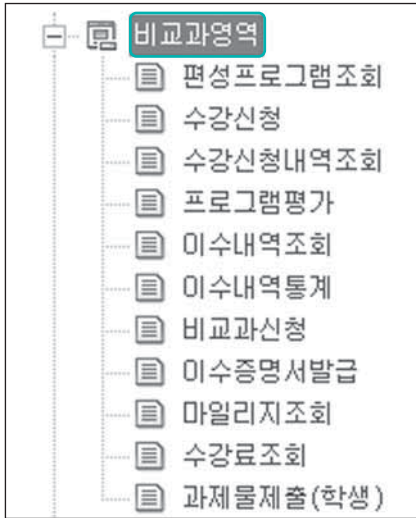 비교과영역
편성프로그램조회
수강신청
수강신청내역조회
프로그램평가
이수내역조회
이수내역통계
비교과신청
이수증명서발급
마일리지조회
수강료조회
과제물제출(학생)